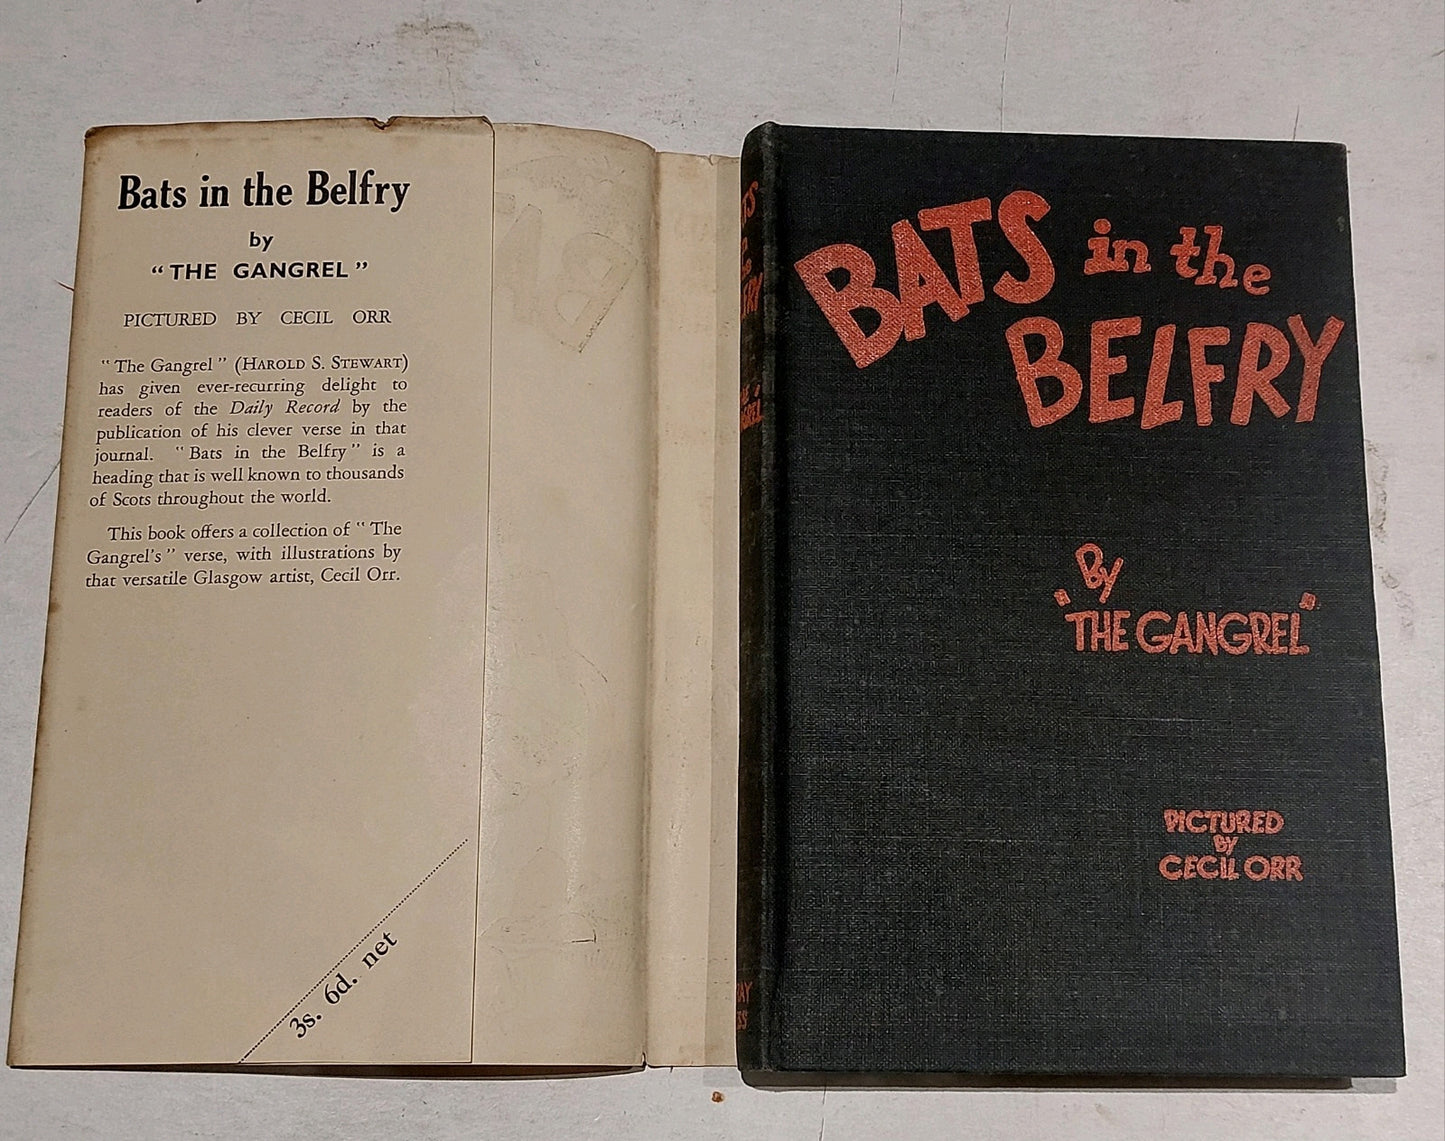 Bats in the Belfry
by
“THE GANGREL”
PICTURED BY CECIL ORR
“The Gangrel” (HAROLD S. STEWART)
has given ever-recurring delight to
readers of the Daily Record by the
publication of his clever verse in that
journal. “Bats in the Belfry” is a
heading that is well known to thousands
of Scots throughout the world.
This book offers a collection of “The
Gangrel's” verse, with illustrations by
that versatile Glasgow artist, Cecil Orr.
3s. 6d. net
BATS in the
BELFRY
By
"THE GANGREL"
PICTURED
By
CECIL ORR